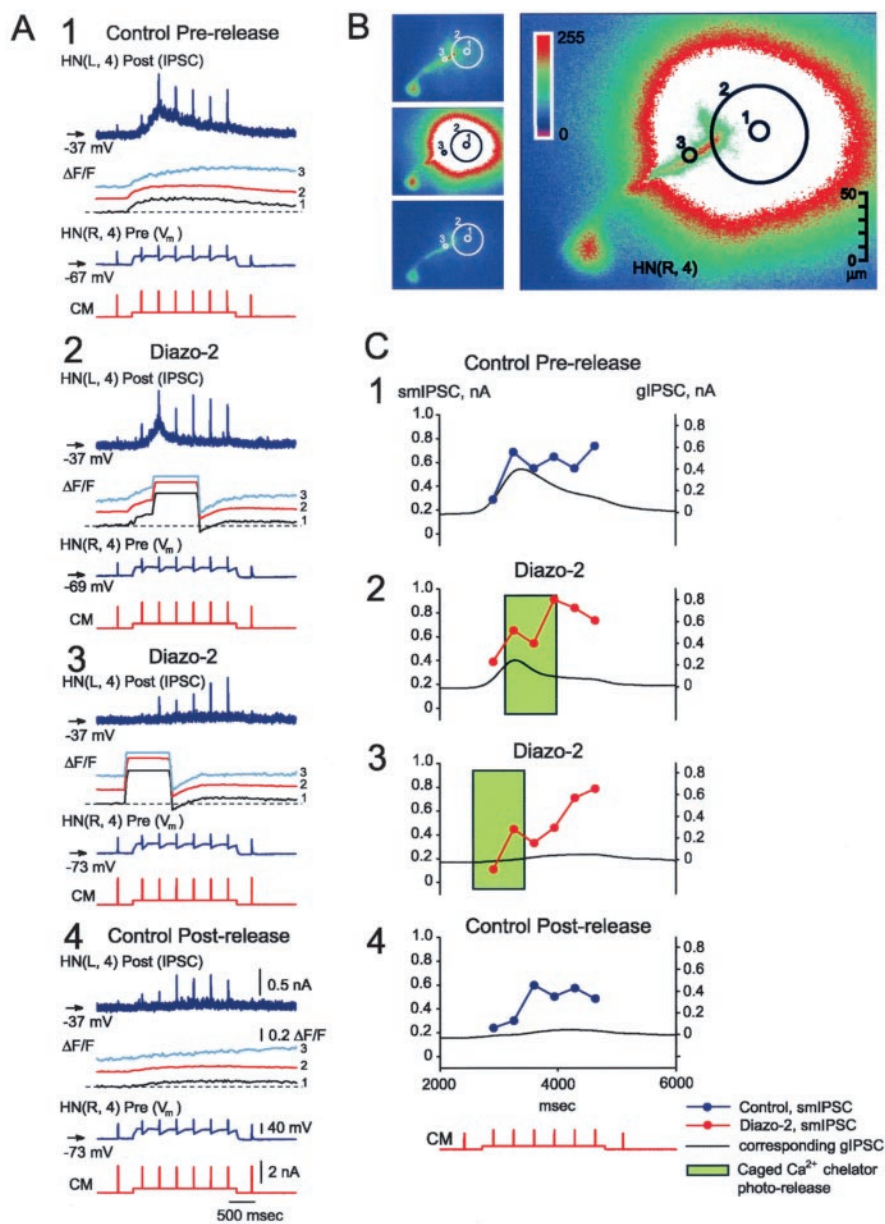 A
1 Control Pre-release
HN(L, 4) Post (IPSC)
-37 mV
ΔF/F
3
2
1
HN(R, 4) Pre (Vm)
-67 mV
CM
2 Diazo-2
HN(L, 4) Post (IPSC)
-37 mV
ΔF/F
3
2
1
HN(R, 4) Pre (Vm)
-69 mV
CM
3 Diazo-2
HN(L, 4) Post (IPSC)
-37 mV
ΔF/F
3
2
1
HN(R, 4) Pre (Vm)
-73 mV
CM
4 Control Post-release
HN(L, 4) Post (IPSC)
0.5 nA
-37 mV
0.2 ΔF/F
ΔF/F
3
2
1
HN(R, 4) Pre (Vm)
40 mV
-73 mV
CM
2 nA
500 msec
B
2
1
3
2
1
3
2
1
3
255
0
2
1
3
50
0
μm
HN(R, 4)
C
Control Pre-release
1
smIPSC, nA
gIPSC, nA
1.0
0.8
0.6
0.4
0.2
0
0.8
0.6
0.4
0.2
0
2 Diazo-2
1.0
0.8
0.6
0.4
0.2
0
0.8
0.6
0.4
0.2
0
3 Diazo-2
1.0
0.8
0.6
0.4
0.2
0
0.8
0.6
0.4
0.2
0
4 Control Post-release
1.0
0.8
0.6
0.4
0.2
0
0.8
0.6
0.4
0.2
0
2000
4000
6000
msec
CM
Control, smIPSC
Diazo-2, smIPSC
corresponding gIPSC
Caged Ca²⁺ chelator
photo-release